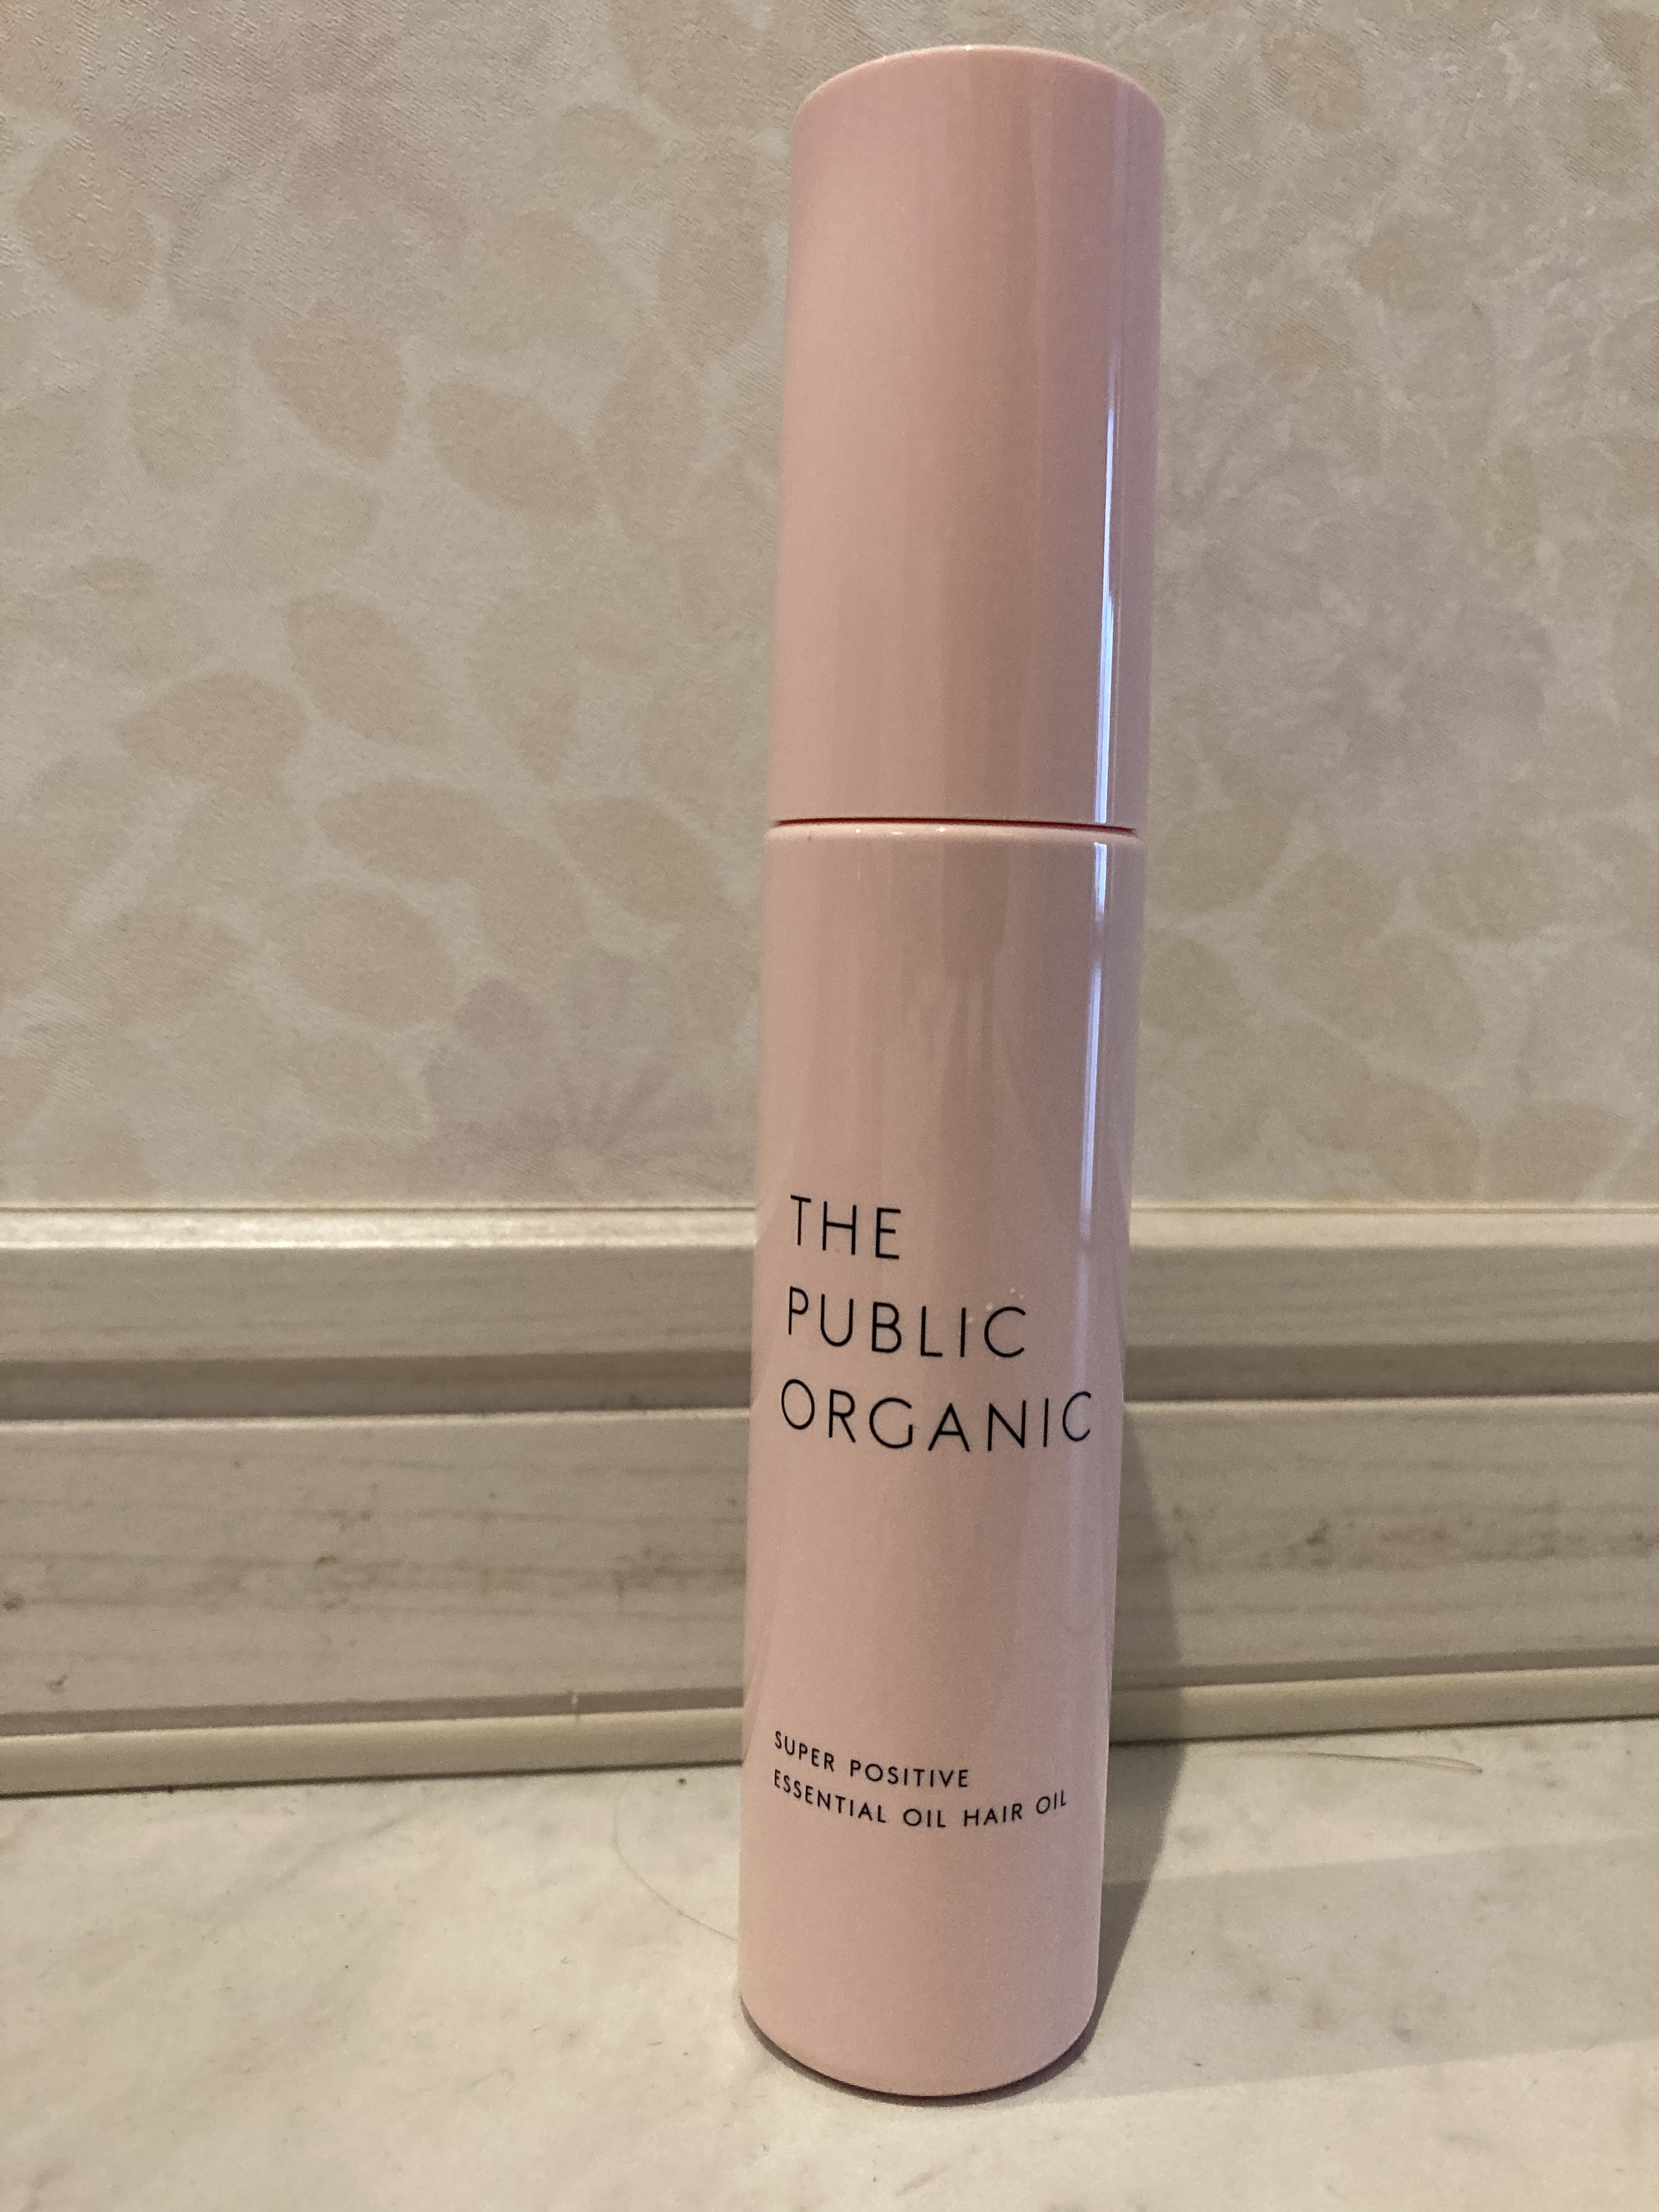 THE
PUBLIC
ORGANIC
SUPER POSITIVE
ESSENTIAL OIL HAIR OIL